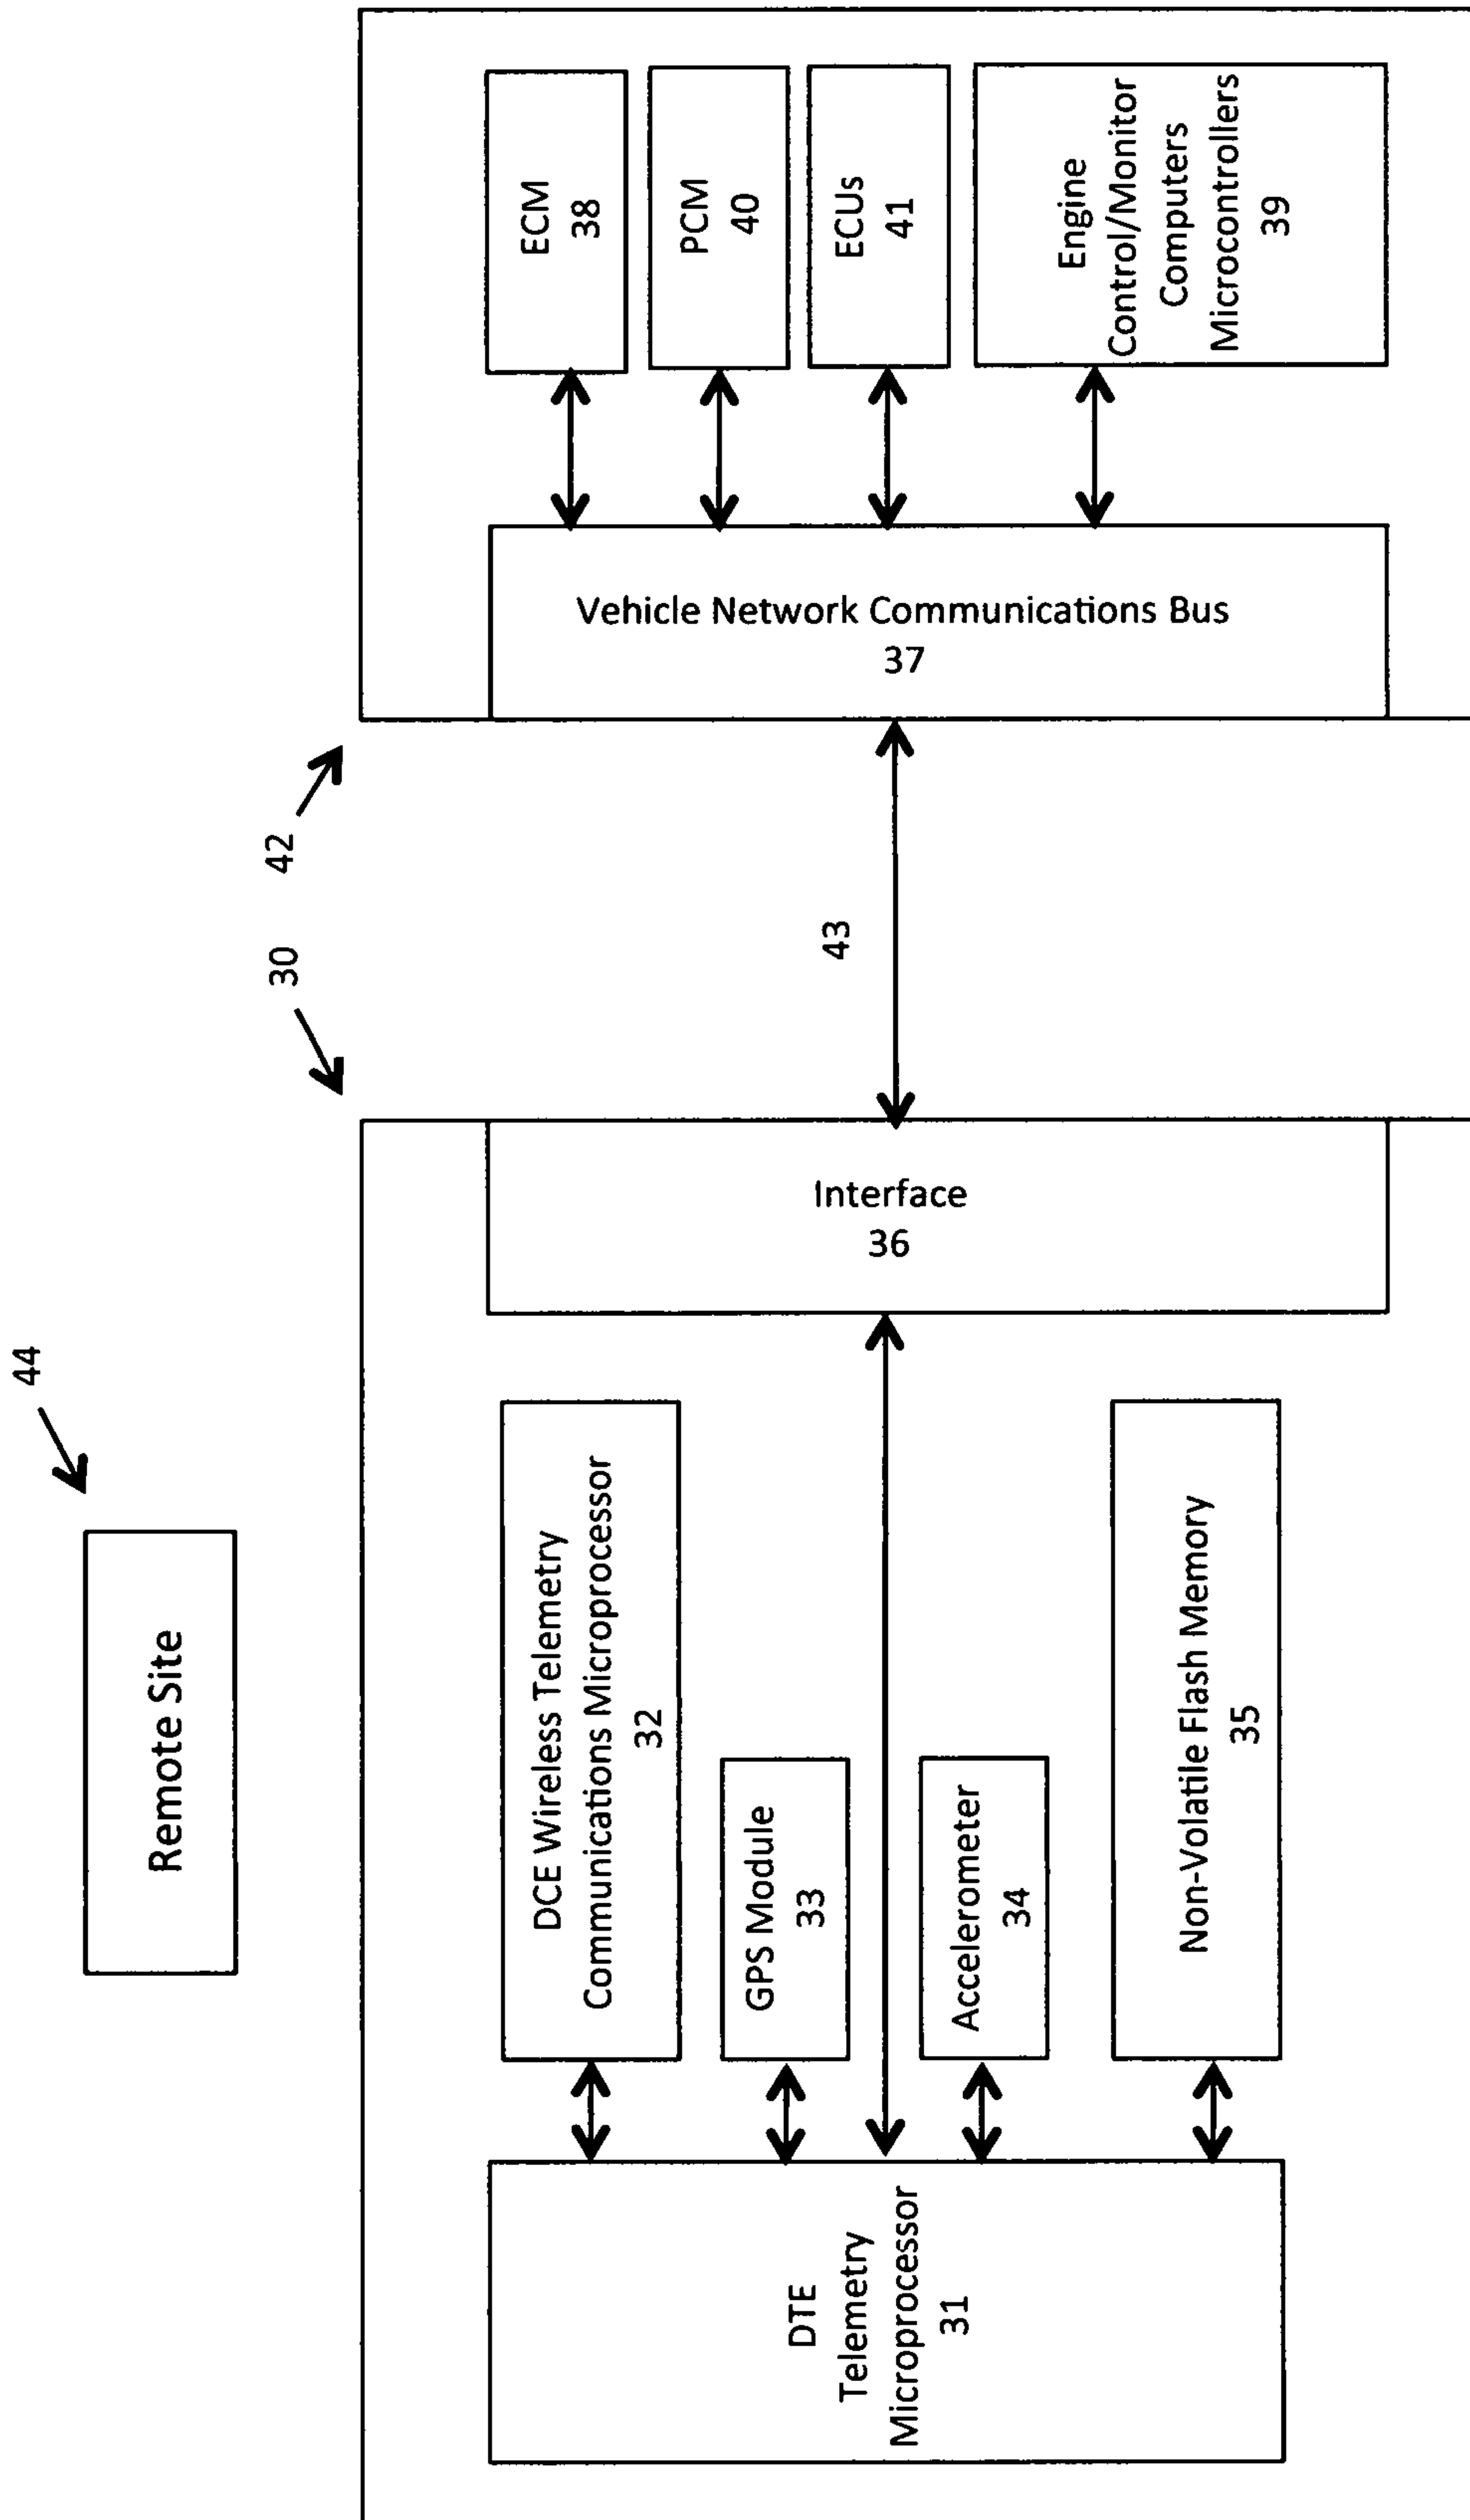 44
Remote Site
30
42
DTE
Telemetry
Microprocessor
31
DCE Wireless Telemetry
Communications Microprocessor
32
GPS Module
33
Accelerometer
34
Non-Volatile Flash Memory
35
Interface
36
43
Vehicle Network Communications Bus
37
ECM
38
PCM
40
ECUs
41
Engine
Control/Monitor
Computers
Microcontrollers
39